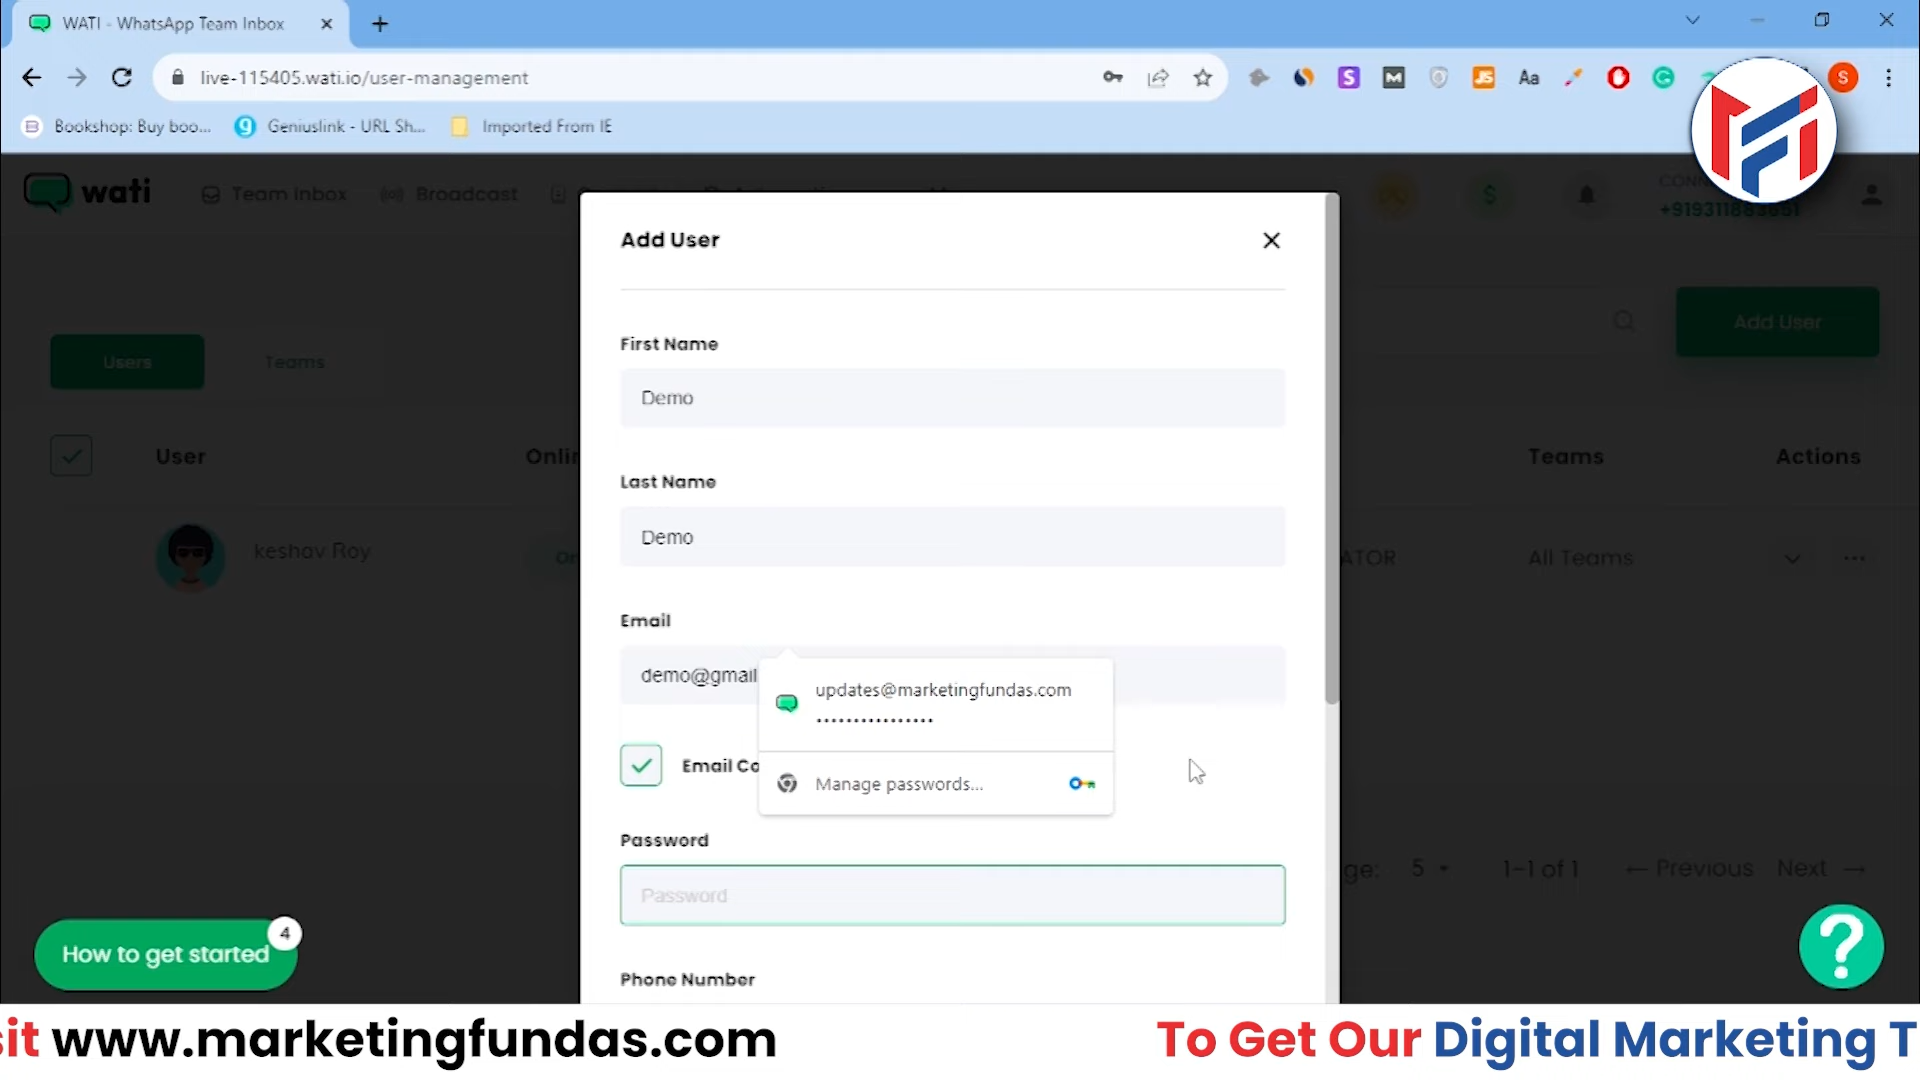 WATI - WhatsApp Team Inbox
live-115405.wati.io/user-management
Aa
S
Bookshop: Buy boo...
Geniuslink - URL Sh...
Imported From IE
wati
Team Inbox
Broadcast
Add User
First Name
Demo
Last Name
Demo
Email
demo@gmail
updates@marketingfundas.com
Manage passwords...
Email Co
Password
Password
Phone Number
Add User
Users
Teams
User
Onlin
Teams
Actions
keshav Roy
On
ATOR
All Teams
ge:
5
1-1 of 1
← Previous
Next →
How to get started
4
?
sit www.marketingfundas.com
To Get Our Digital Marketing T